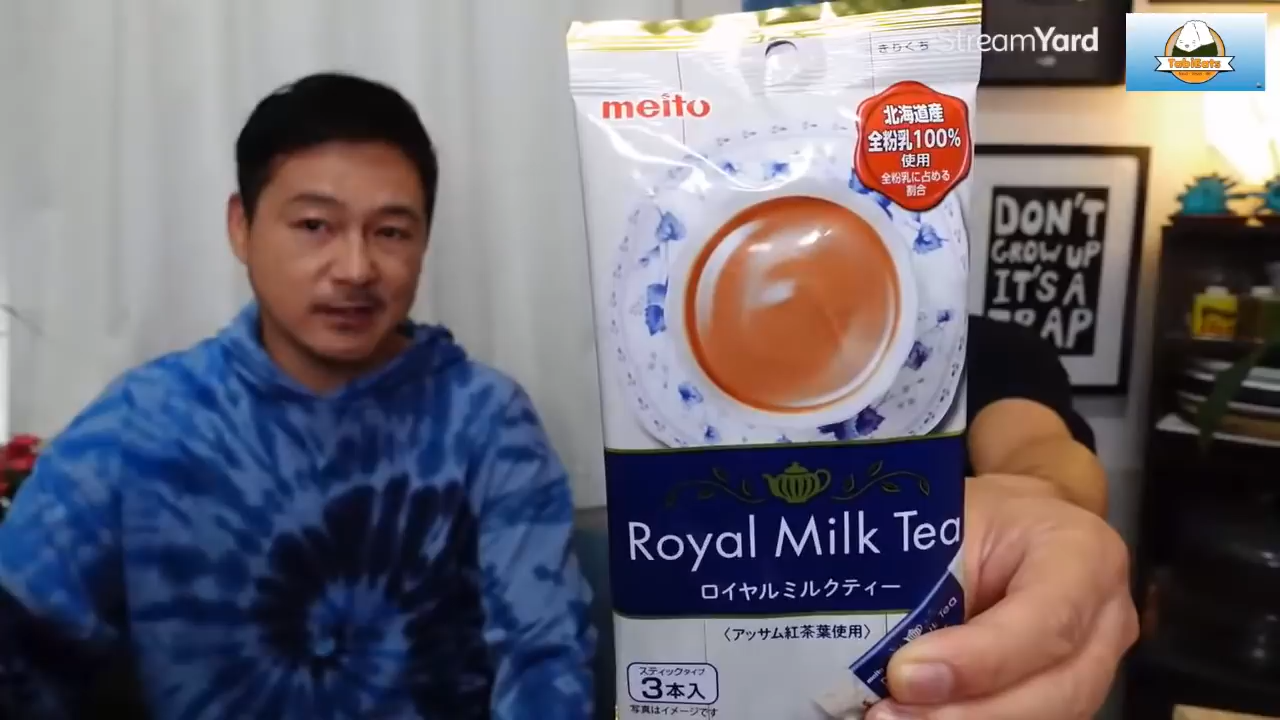 StreamYard
TabiEats
きりくち
meito
北海道産
全粉乳100%
使用
全粉乳に占める
割合
DON'T
GROW UP
IT'S A
TRAP
Royal Milk Tea
ロイヤルミルクティー
〈アッサム紅茶葉使用〉
スティックタイプ
3本入
写真はイメージです
meito